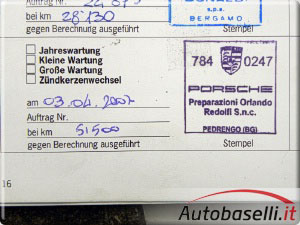 Auftrag Nr.
bei km 28130
gegen Berechnung ausgeführt
S.P.A.
BERGAMO
Stempel
Jahreswartung
Kleine Wartung
Große Wartung
Zündkerzenwechsel
am 03.04.2007
Auftrag Nr.
bei km 51500
gegen Berechnung ausgeführt
784 0247
PORSCHE
Preparazioni Orlando
Redolfi S.n.c.
PEDRENGO (BG)
Stempel
16
Autobaselli.it